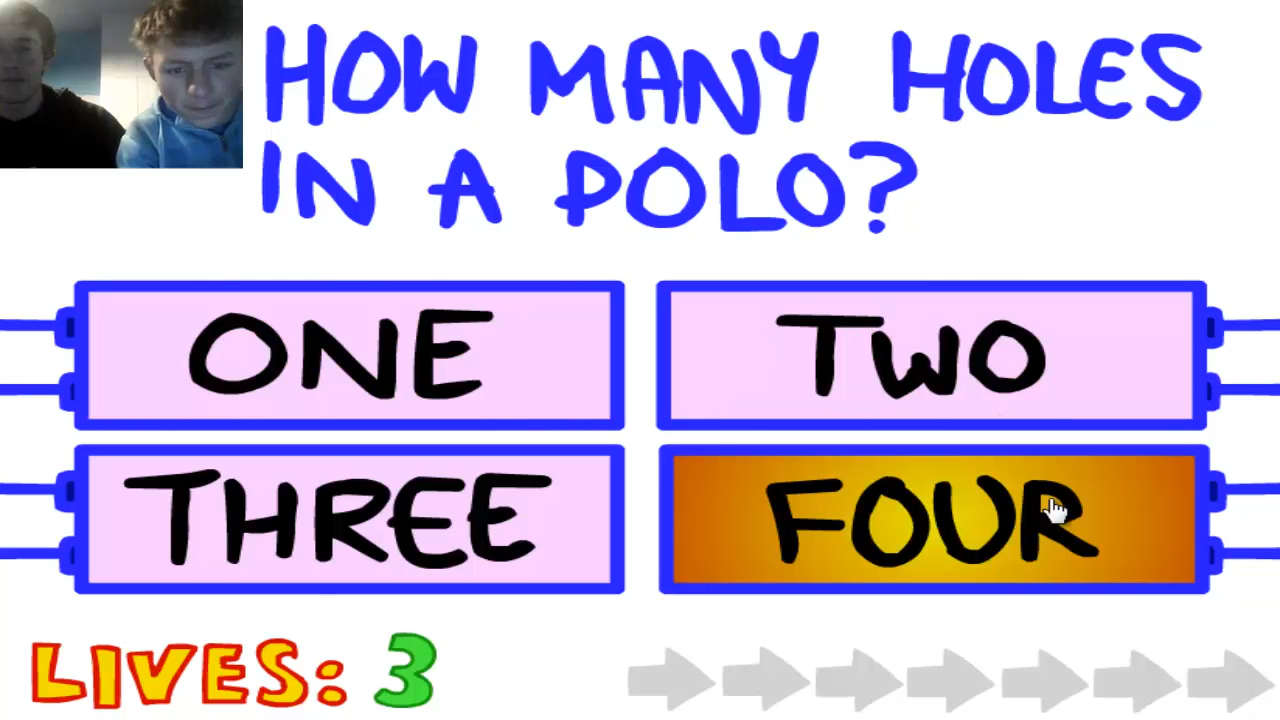 HOW MANY HOLES
IN A POLO?
ONE
TWO
THREE
FOUR
LIVES: 3